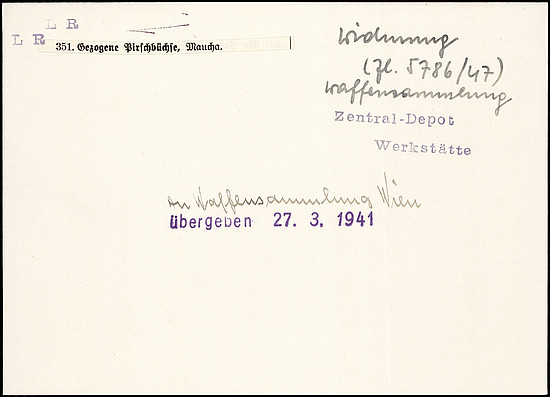 L R
L R
351. Gezogene Pirschbüchse, Maucha.
Widmung
(Zl. 5786/47)
Waffensammlung
Zentral-Depot
Werkstätte
An Waffensammlung Wien
übergeben 27. 3. 1941